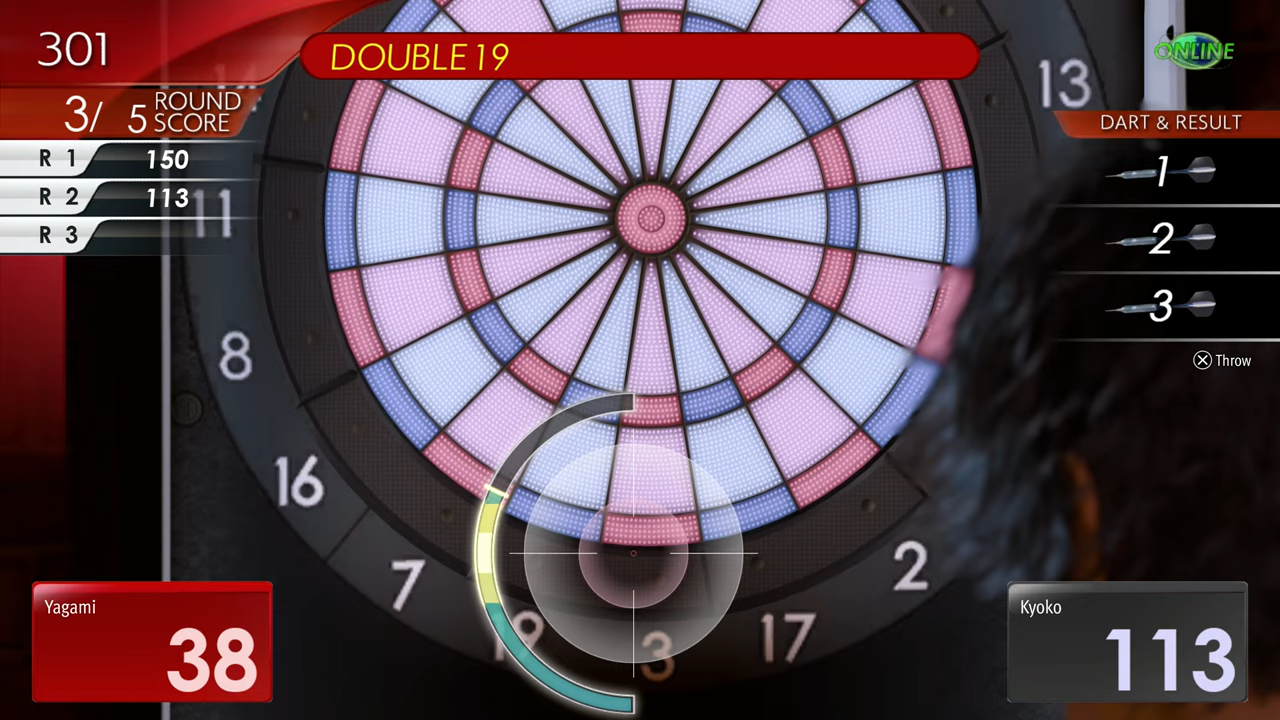 301
DOUBLE 19
ONLINE
3/ 5 ROUND SCORE
R 1 150
R 2 113
R 3
DART & RESULT
1
2
3
Throw
13
11
8
16
7
19
3
17
2
Yagami
38
Kyoko
113